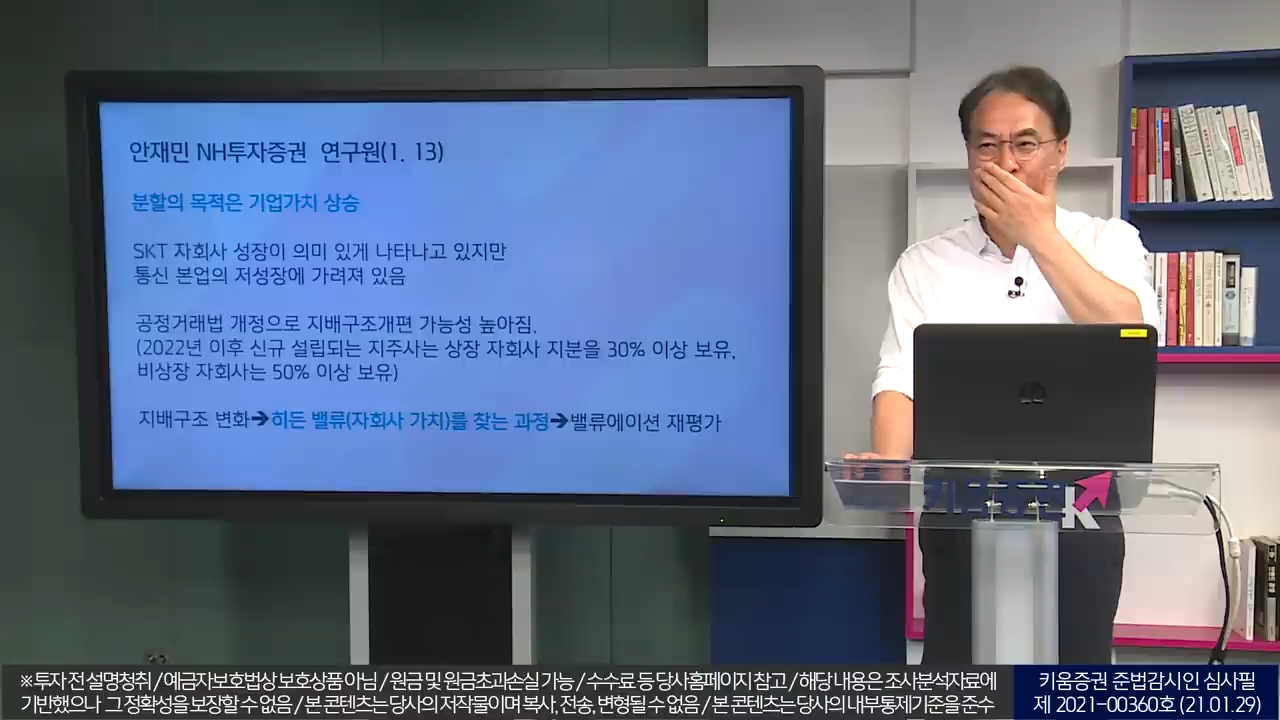 안재민 NH투자증권 연구원(1. 13)
분할의 목적은 기업가치 상승
SKT 자회사 성장이 의미 있게 나타나고 있지만
통신 본업의 저성장에 가려져 있음
공정거래법 개정으로 지배구조개편 가능성 높아짐.
(2022년 이후 신규 설립되는 지주사는 상장 자회사 지분을 30% 이상 보유,
비상장 자회사는 50% 이상 보유)
지배구조 변화➔히든 밸류(자회사 가치)를 찾는 과정➔밸류에이션 재평가
키움증권
K
※ 투자 전 설명청취 / 예금자보호법상 보호상품 아님 / 원금 및 원금초과손실 가능 / 수수료 등 당사홈페이지 참고 / 해당 내용은 조사분석자료에
기반했으나 그 정확성을 보장할 수 없음 / 본 콘텐츠는 당사의 저작물이며 복사, 전송, 변형될 수 없음 / 본 콘텐츠는 당사의 내부통제기준을 준수
키움증권 준법감시인 심사필
제 2021-00360호 (21.01.29)